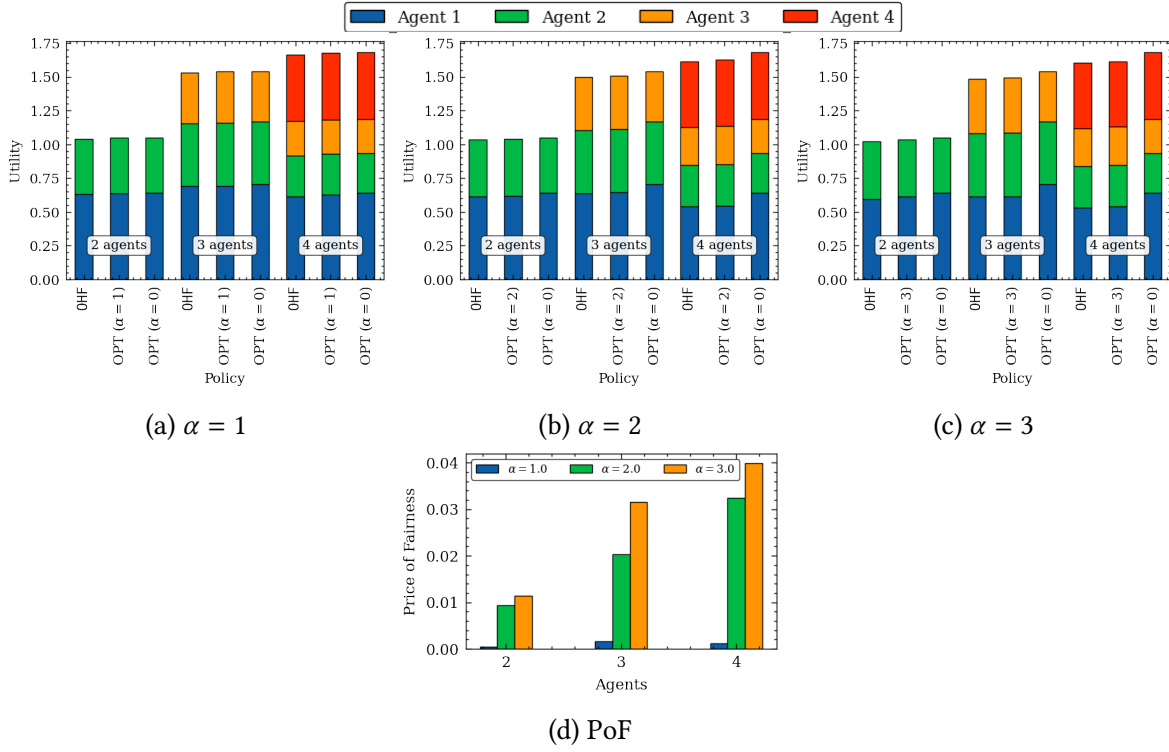 Agent 1 Agent 2 Agent 3 Agent 4
1.75
1.50
1.25
1.00
0.75
0.50
0.25
0.00
Utility
2 agents 3 agents 4 agents
OHF OPT (α = 1) OPT (α = 0) OHF OPT (α = 1) OPT (α = 0) OHF OPT (α = 1) OPT (α = 0)
Policy
(a) α = 1
1.75
1.50
1.25
1.00
0.75
0.50
0.25
0.00
Utility
2 agents 3 agents 4 agents
OHF OPT (α = 2) OPT (α = 0) OHF OPT (α = 2) OPT (α = 0) OHF OPT (α = 2) OPT (α = 0)
Policy
(b) α = 2
1.75
1.50
1.25
1.00
0.75
0.50
0.25
0.00
Utility
2 agents 3 agents 4 agents
OHF OPT (α = 3) OPT (α = 0) OHF OPT (α = 3) OPT (α = 0) OHF OPT (α = 3) OPT (α = 0)
Policy
(c) α = 3
α = 1.0 α = 2.0 α = 3.0
0.04
0.03
0.02
0.01
0.00
Price of Fairness
2 3 4
Agents
(d) PoF